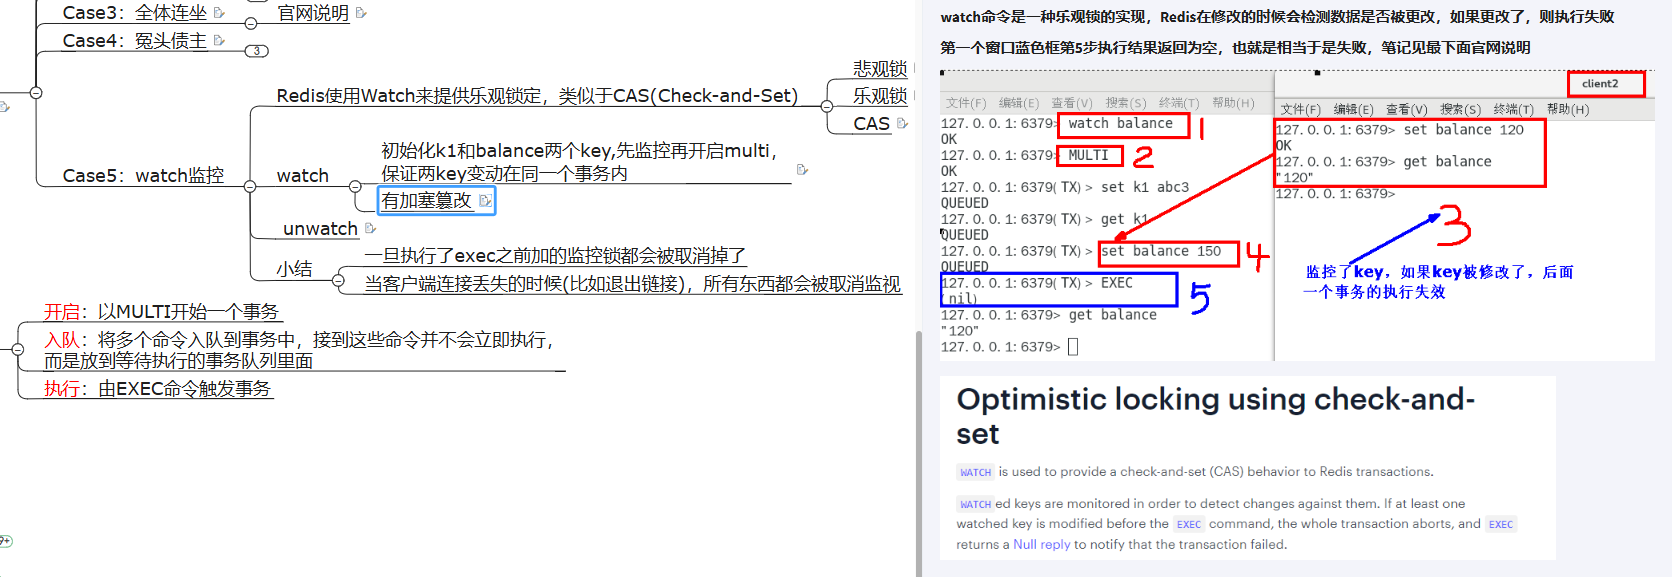 Case3：全体连坐
官网说明
Case4：冤头债主
3
Redis使用Watch来提供乐观锁定，类似于CAS(Check-and-Set)
悲观锁
乐观锁
CAS
Case5：watch监控
watch
初始化k1和balance两个key,先监控再开启multi，
保证两key变动在同一个事务内
有加塞篡改
unwatch
小结
一旦执行了exec之前加的监控锁都会被取消掉了
当客户端连接丢失的时候(比如退出链接)，所有东西都会被取消监视
开启：以MULTI开始一个事务
入队：将多个命令入队到事务中，接到这些命令并不会立即执行，
而是放到等待执行的事务队列里面
执行：由EXEC命令触发事务
9+
watch命令是一种乐观锁的实现，Redis在修改的时候会检测数据是否被更改，如果更改了，则执行失败
第一个窗口蓝色框第5步执行结果返回为空，也就是相当于是失败，笔记见最下面官网说明
文件(F) 编辑(E) 查看(V) 搜索(S) 终端(T) 帮助(H)
127.0.0.1:6379> watch balance
1
OK
127.0.0.1:6379> MULTI
2
OK
127.0.0.1:6379(TX)> set k1 abc3
QUEUED
127.0.0.1:6379(TX)> get k1
QUEUED
127.0.0.1:6379(TX)> set balance 150
4
QUEUED
127.0.0.1:6379(TX)> EXEC
(nil)
5
127.0.0.1:6379> get balance
"120"
127.0.0.1:6379>
client2
文件(F) 编辑(E) 查看(V) 搜索(S) 终端(T) 帮助(H)
127.0.0.1:6379> set balance 120
OK
127.0.0.1:6379> get balance
"120"
127.0.0.1:6379>
3
监控了key，如果key被修改了，后面
一个事务的执行失效
Optimistic locking using check-and-
set
WATCH is used to provide a check-and-set (CAS) behavior to Redis transactions.
WATCHed keys are monitored in order to detect changes against them. If at least one
watched key is modified before the EXEC command, the whole transaction aborts, and EXEC
returns a Null reply to notify that the transaction failed.